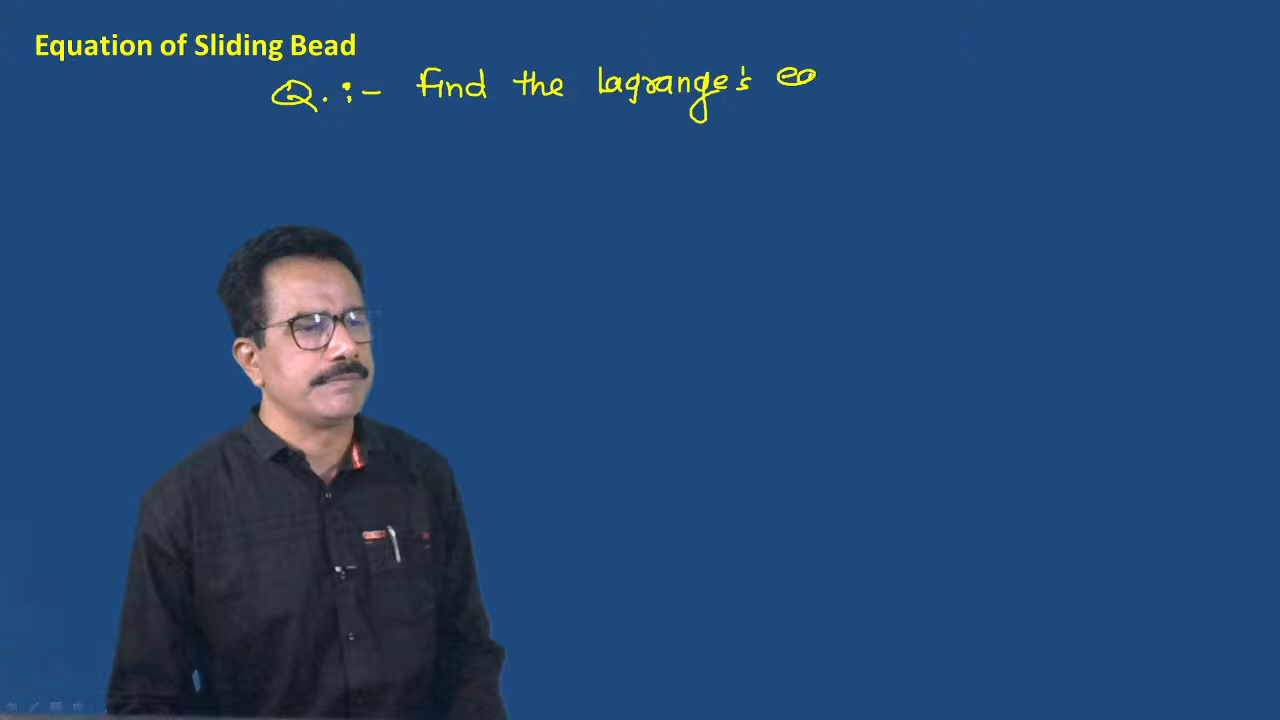 Equation of Sliding Bead
Q. :- Find the Lagrange's